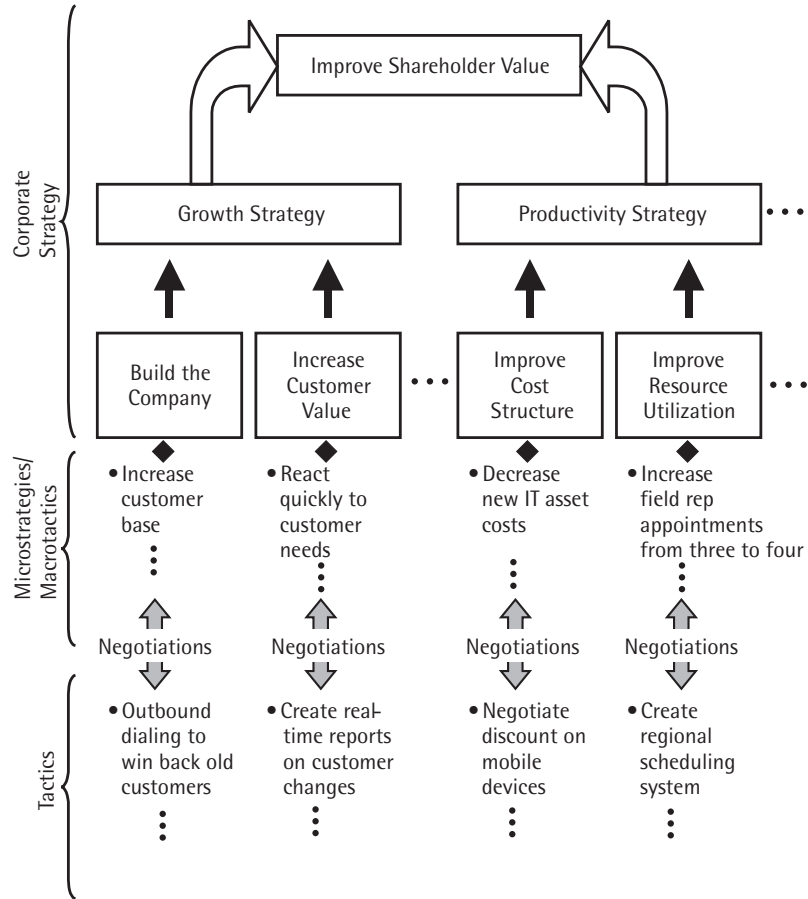 Improve Shareholder Value
Corporate
Strategy
Growth Strategy
Productivity Strategy
Build the
Company
Increase
Customer
Value
Improve
Cost
Structure
Improve
Resource
Utilization
Microstrategies/
Macrotactics
• Increase
customer
base
• React
quickly to
customer
needs
• Decrease
new IT asset
costs
• Increase
field rep
appointments
from three to four
Negotiations
Negotiations
Negotiations
Negotiations
Tactics
• Outbound
dialing to
win back old
customers
• Create real-
time reports
on customer
changes
• Negotiate
discount on
mobile
devices
• Create
regional
scheduling
system